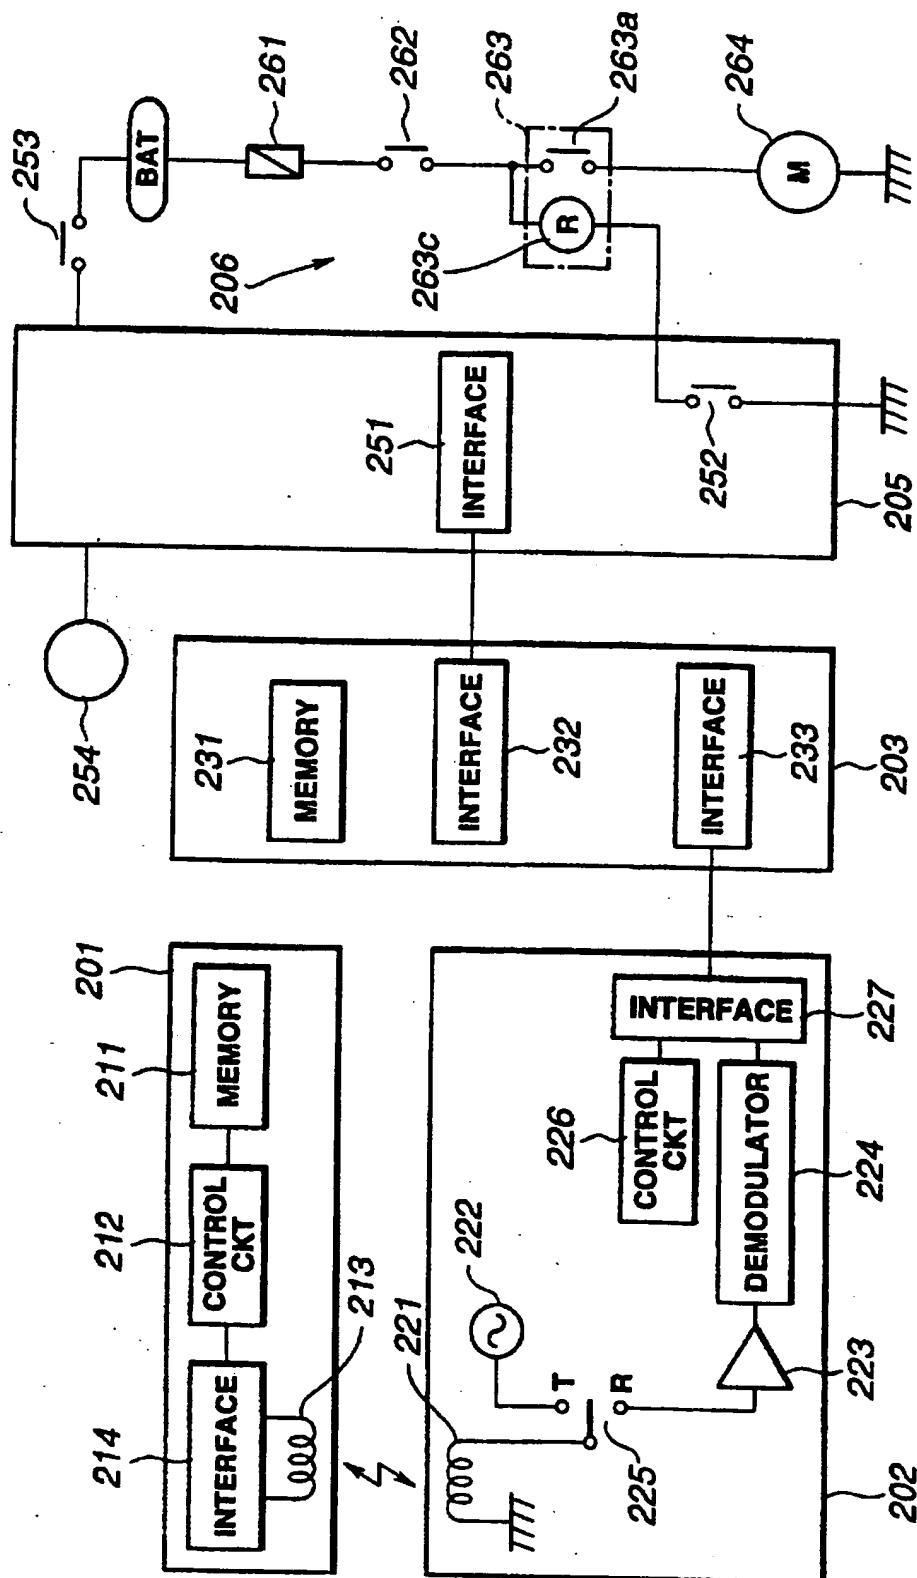 201
211
MEMORY
212
CONTROL
CKT
214
INTERFACE
213
221
222
T
R
225
223
DEMODULATOR
224
226
CONTROL
CKT
INTERFACE
227
202
231
MEMORY
INTERFACE
232
INTERFACE
233
203
254
251
INTERFACE
252
205
253
BAT
261
262
206
263
263a
R
263c
M
264